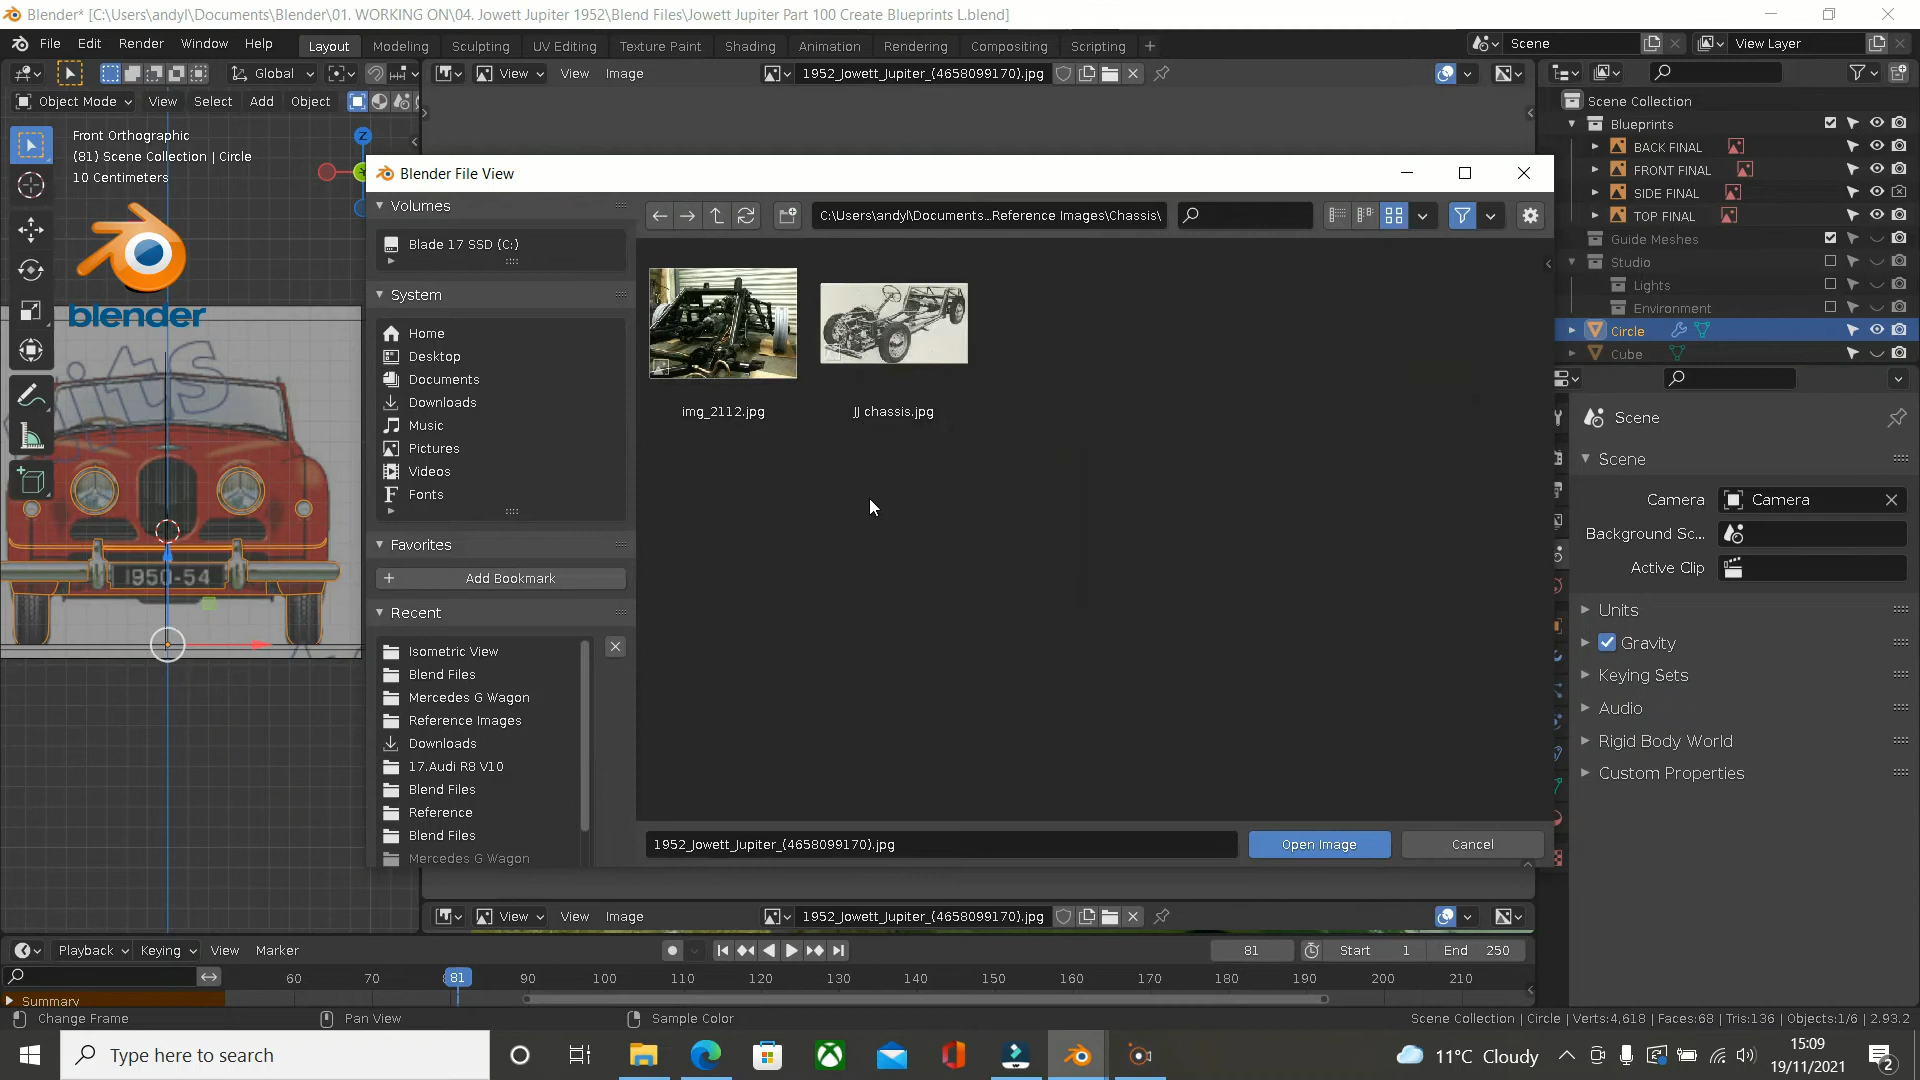 Blender* [C:\Users\andyl\Documents\Blender\01. WORKING ON\04. Jowett Jupiter 1952\Blend Files\Jowett Jupiter Part 100 Create Blueprints L.blend]
File Edit Render Window Help Layout Modeling Sculpting UV Editing Texture Paint Shading Animation Rendering Compositing Scripting + Scene View Layer
Global View View Image 1952_Jowett_Jupiter_(4658099170).jpg
Object Mode View Select Add Object
Scene Collection
Blueprints
BACK FINAL
FRONT FINAL
SIDE FINAL
TOP FINAL
Guide Meshes
Studio
Lights
Environment
Circle
Cube
Front Orthographic
(81) Scene Collection | Circle
10 Centimeters
Z
blender
1950-54
Blender File View
Volumes
Blade 17 SSD (C:)
System
Home
Desktop
Documents
Downloads
Music
Pictures
Videos
Fonts
Favorites
Add Bookmark
Recent
Isometric View
Blend Files
Mercedes G Wagon
Reference Images
Downloads
17.Audi R8 V10
Blend Files
Reference
Blend Files
Mercedes G Wagon
C:\Users\andyl\Documents...Reference Images\Chassis\
img_2112.jpg
JJ chassis.jpg
1952_Jowett_Jupiter_(4658099170).jpg
Open Image
Cancel
Scene
Scene
Camera Camera
Background Sc...
Active Clip
Units
Gravity
Keying Sets
Audio
Rigid Body World
Custom Properties
View View Image 1952_Jowett_Jupiter_(4658099170).jpg
Playback Keying View Marker 81 Start 1 End 250
60 70 81 90 100 110 120 130 140 150 160 170 180 190 200 210
Summary
Change Frame Pan View Sample Color Scene Collection | Circle | Verts:4,618 | Faces:68 | Tris:136 | Objects:1/6 | 2.93.2
Type here to search
11°C Cloudy
15:09
19/11/2021
2